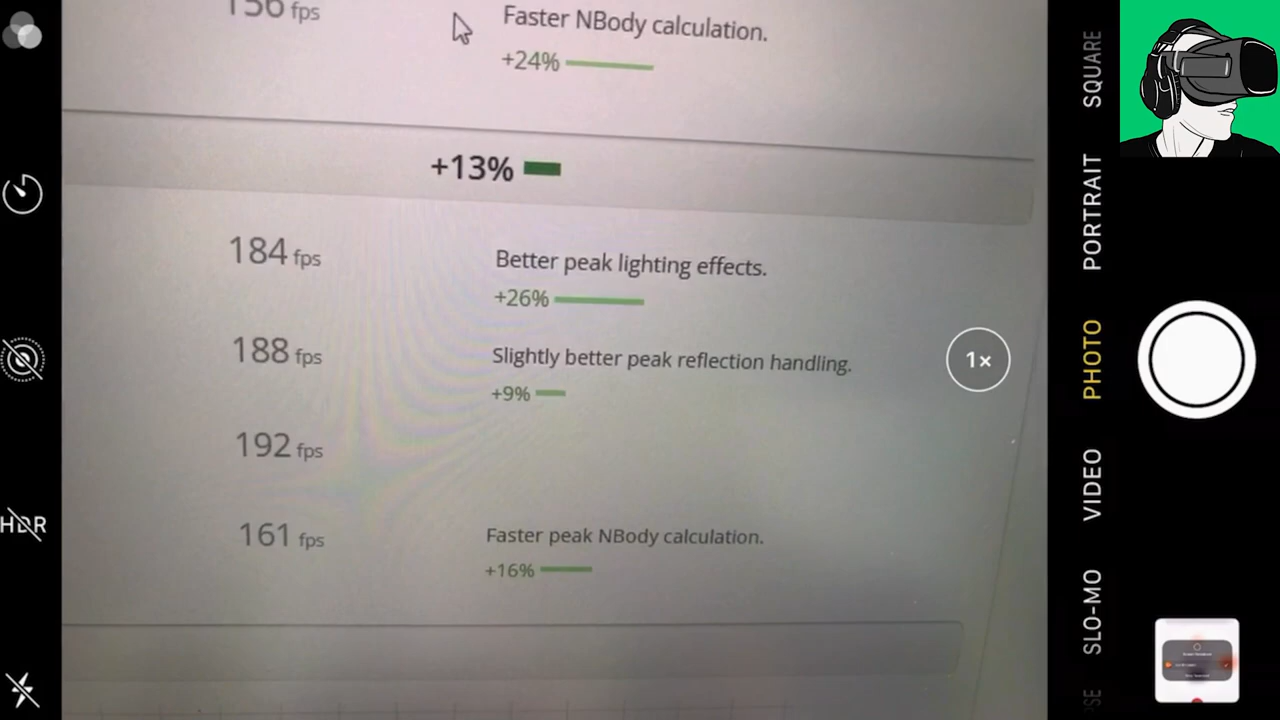 156 fps
Faster NBody calculation.
+24%
+13%
184 fps
Better peak lighting effects.
+26%
188 fps
Slightly better peak reflection handling.
+9%
192 fps
161 fps
Faster peak NBody calculation.
+16%
1×
HDR
SQUARE
PORTRAIT
PHOTO
VIDEO
SLO-MO